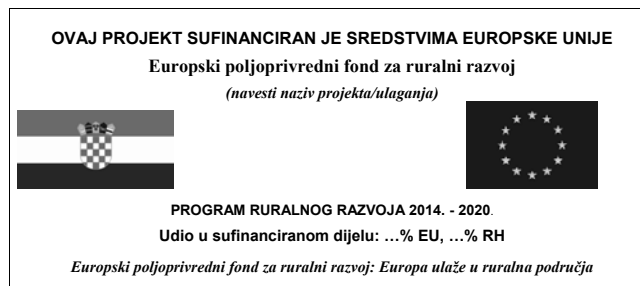 OVAJ PROJEKT SUFINANCIRAN JE SREDSTVIMA EUROPSKE UNIJE
Europski poljoprivredni fond za ruralni razvoj
(navesti naziv projekta/ulaganja)
PROGRAM RURALNOG RAZVOJA 2014. - 2020.
Udio u sufinanciranom dijelu: …% EU, …% RH
Europski poljoprivredni fond za ruralni razvoj: Europa ulaže u ruralna područja